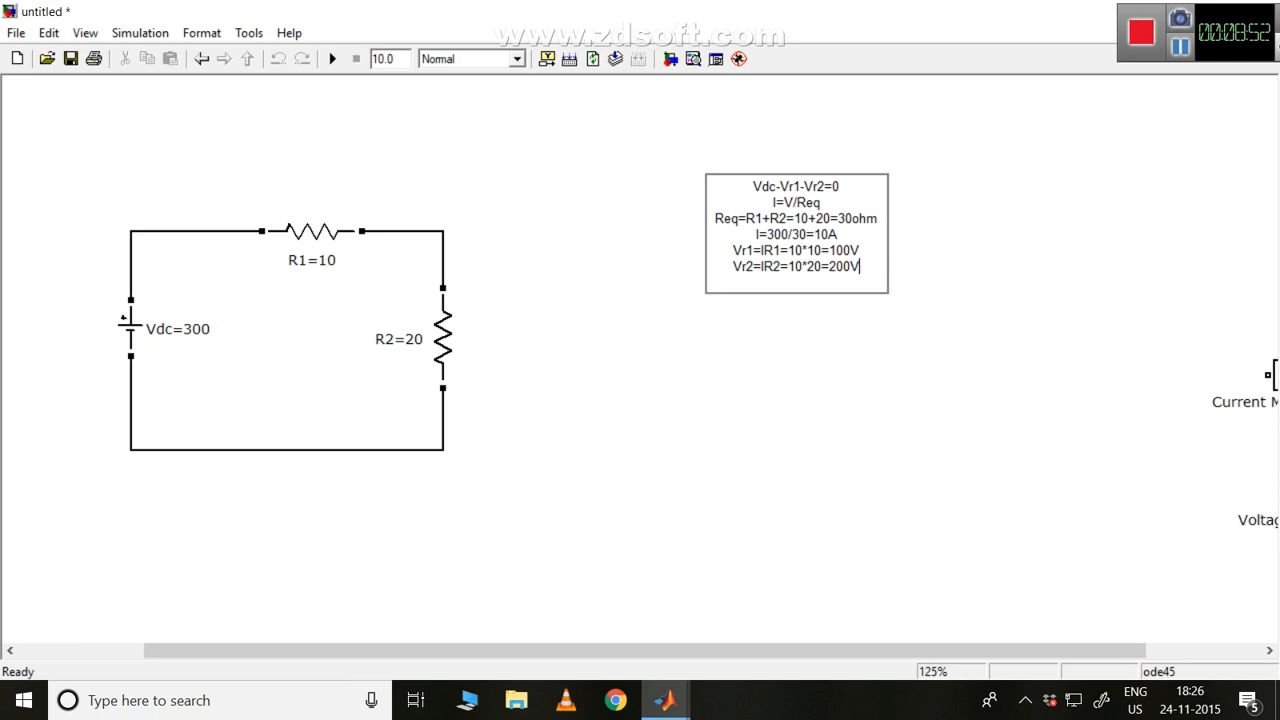 untitled *
File Edit View Simulation Format Tools Help
www.zdsoft.com
10.0 Normal
Vdc-Vr1-Vr2=0
I=V/Req
Req=R1+R2=10+20=30ohm
I=300/30=10A
Vr1=IR1=10*10=100V
Vr2=IR2=10*20=200V
R1=10
Vdc=300
R2=20
Current M
Voltag
Ready 125% ode45
Type here to search
ENG
US
18:26
24-11-2015
5